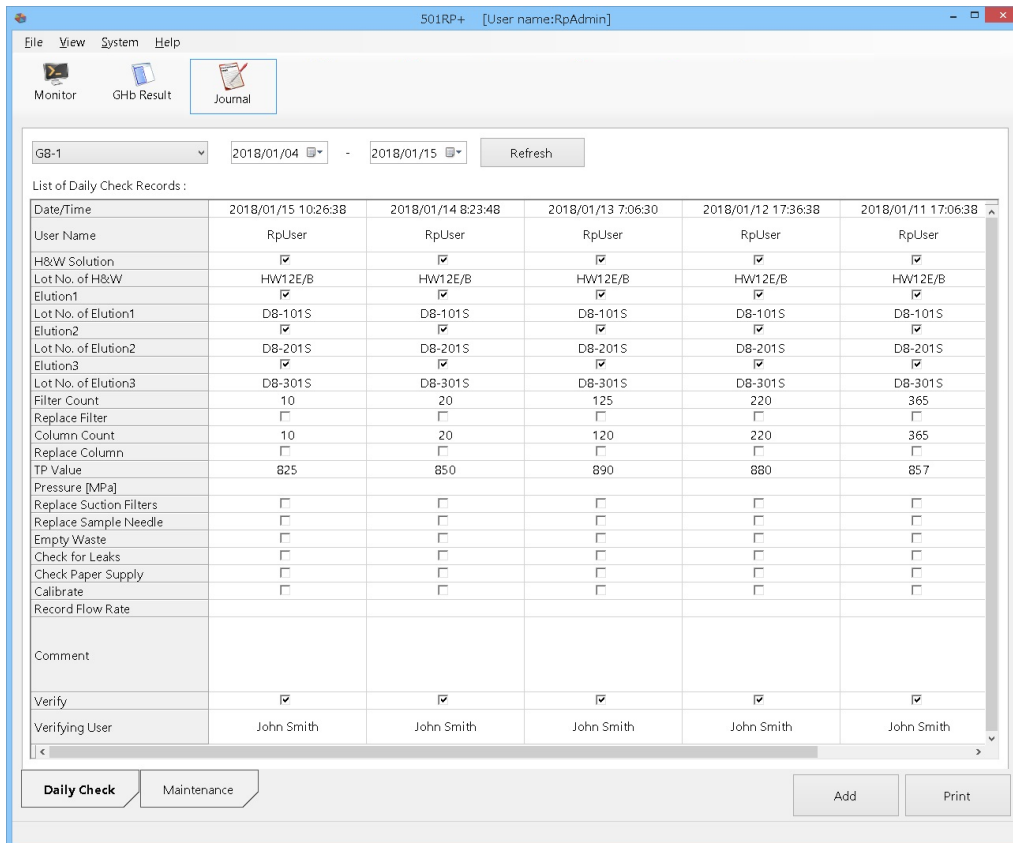 501RP+ [User name:RpAdmin]
File View System Help
Monitor GHb Result Journal
G8-1 2018/01/04 - 2018/01/15 Refresh
List of Daily Check Records :
Date/Time 2018/01/15 10:26:38 2018/01/14 8:23:48 2018/01/13 7:06:30 2018/01/12 17:36:38 2018/01/11 17:06:38
User Name RpUser RpUser RpUser RpUser RpUser
H&W Solution
Lot No. of H&W HW12E/B HW12E/B HW12E/B HW12E/B HW12E/B
Elution1
Lot No. of Elution1 D8-101S D8-101S D8-101S D8-101S D8-101S
Elution2
Lot No. of Elution2 D8-201S D8-201S D8-201S D8-201S D8-201S
Elution3
Lot No. of Elution3 D8-301S D8-301S D8-301S D8-301S D8-301S
Filter Count 10 20 125 220 365
Replace Filter
Column Count 10 20 120 220 365
Replace Column
TP Value 825 850 890 880 857
Pressure [MPa]
Replace Suction Filters
Replace Sample Needle
Empty Waste
Check for Leaks
Check Paper Supply
Calibrate
Record Flow Rate
Comment
Verify
Verifying User John Smith John Smith John Smith John Smith John Smith
Daily Check Maintenance Add Print